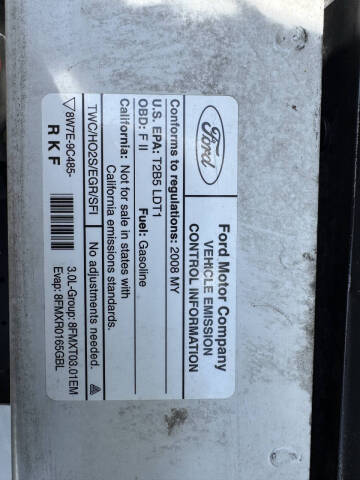 Ford
Ford Motor Company
VEHICLE EMISSION
CONTROL INFORMATION
Conforms to regulations: 2008 MY
U.S. EPA: T2B5 LDT1
OBD: F II Fuel: Gasoline
California: Not for sale in states with
California emissions standards.
TWC/HO2S/EGR/SFI No adjustments needed.
8W7E-9C485-
RKF
3.0L-Group: 8FMXT03.01EM
Evap: 8FMXR0165GBL